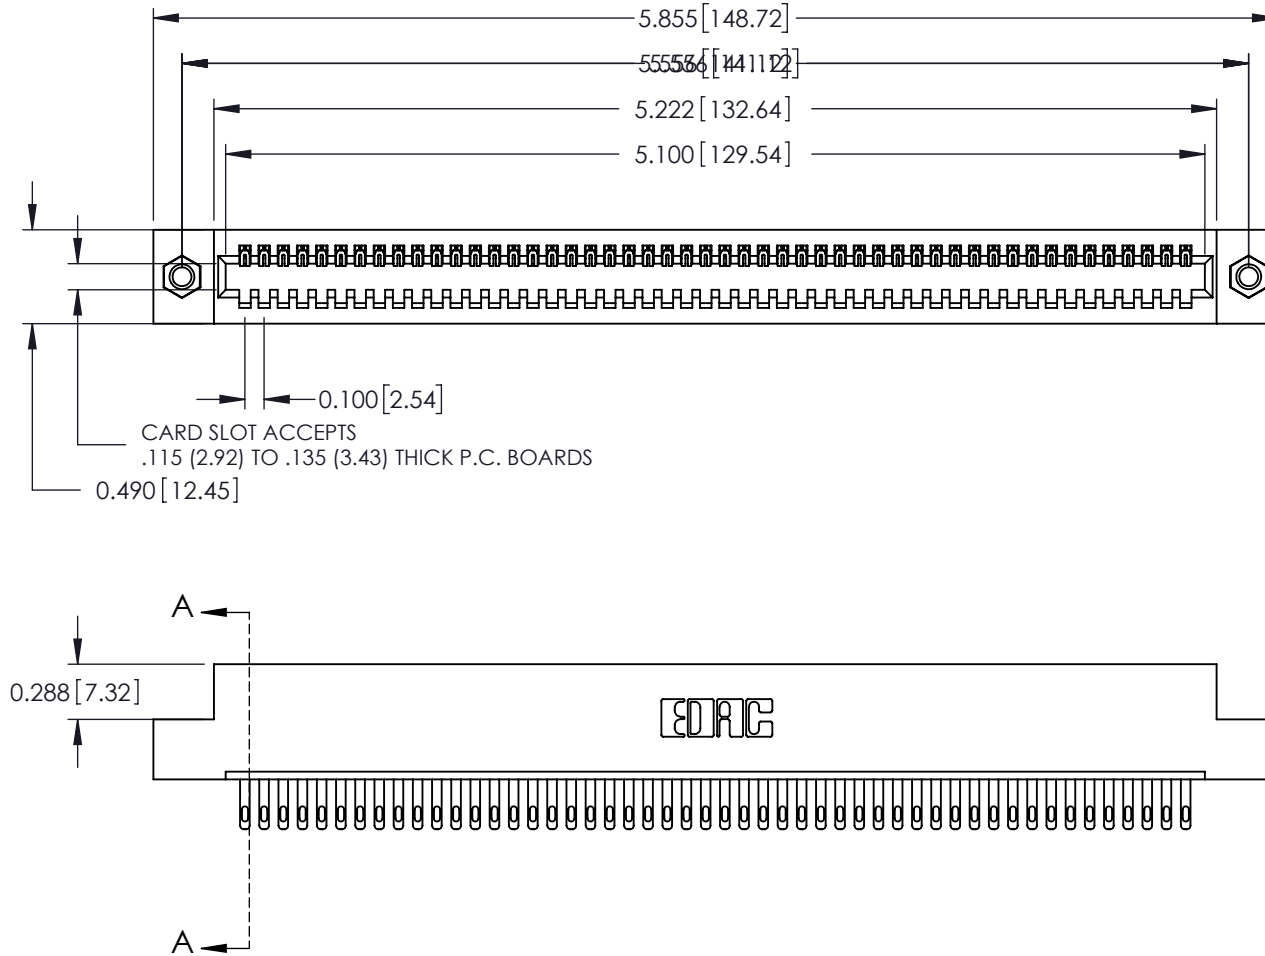 5.855 [148.72]
5.222 [132.64]
5.100 [129.54]
0.100 [2.54]
CARD SLOT ACCEPTS
.115 (2.92) TO .135 (3.43) THICK P.C. BOARDS
0.490 [12.45]
A
0.288 [7.32]
EDAC
A